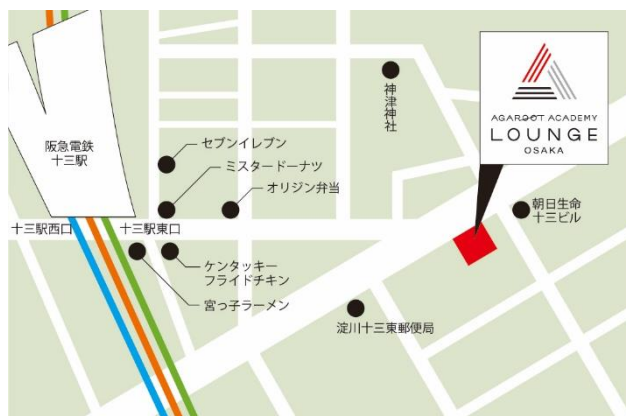 AGAROOT ACADEMY
LOUNGE
OSAKA
神津神社
阪急電鉄
十三駅
セブンイレブン
ミスタードーナツ
オリジン弁当
朝日生命
十三ビル
十三駅西口
十三駅東口
ケンタッキー
フライドチキン
宮っ子ラーメン
淀川十三東郵便局